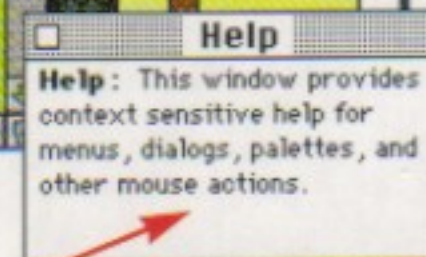 Help
Help: This window provides
context sensitive help for
menus, dialogs, palettes, and
other mouse actions.